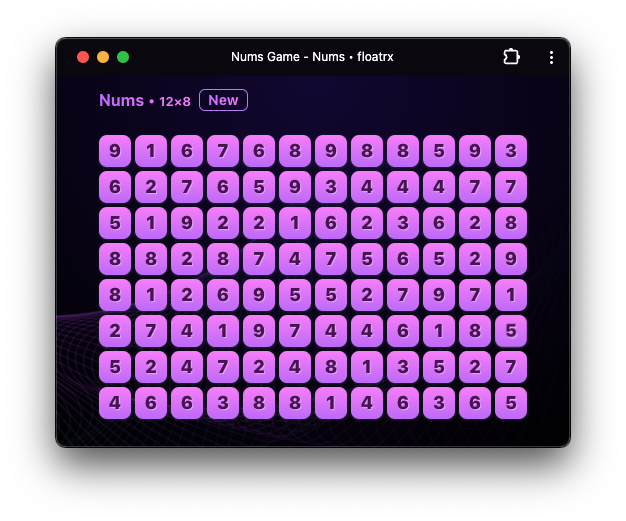 Nums Game - Nums • floatrx
Nums • 12×8 New
9 1 6 7 6 8 9 8 8 5 9 3
6 2 7 6 5 9 3 4 4 4 7 7
5 1 9 2 2 1 6 2 3 6 2 8
8 8 2 8 7 4 7 5 6 5 2 9
8 1 2 6 9 5 5 2 7 9 7 1
2 7 4 1 9 7 4 4 6 1 8 5
5 2 4 7 2 4 8 1 3 5 2 7
4 6 6 3 8 8 1 4 6 3 6 5